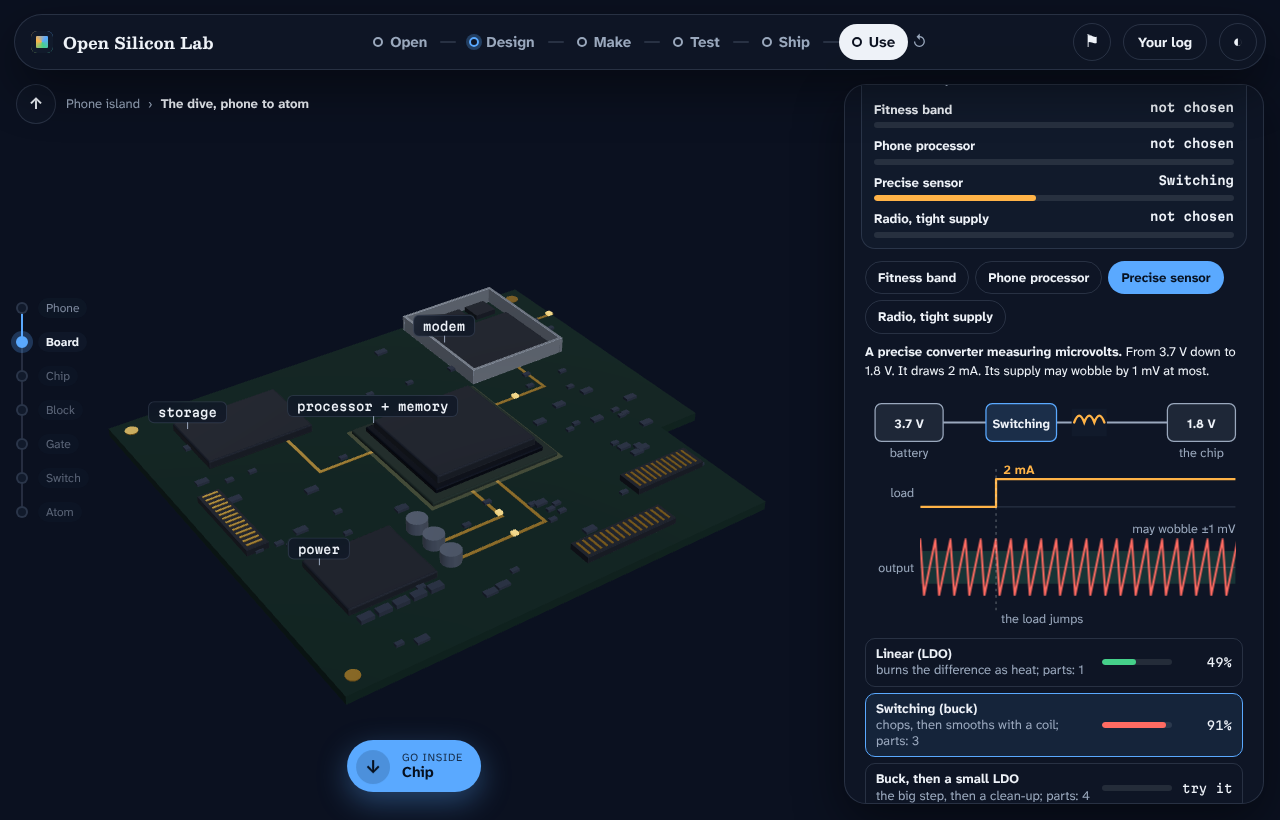 Open Silicon Lab
Open
Design
Make
Test
Ship
Use
Your log
Phone island › The dive, phone to atom
Phone
Board
Chip
Block
Gate
Switch
Atom
modem
storage
processor + memory
power
GO INSIDE
Chip
Fitness band not chosen
Phone processor not chosen
Precise sensor Switching
Radio, tight supply not chosen
Fitness band
Phone processor
Precise sensor
Radio, tight supply
A precise converter measuring microvolts. From 3.7 V down to
1.8 V. It draws 2 mA. Its supply may wobble by 1 mV at most.
3.7 V
Switching
1.8 V
battery
the chip
2 mA
load
may wobble ±1 mV
output
the load jumps
Linear (LDO)
burns the difference as heat; parts: 1
49%
Switching (buck)
chops, then smooths with a coil;
parts: 3
91%
Buck, then a small LDO
the big step, then a clean-up; parts: 4
try it